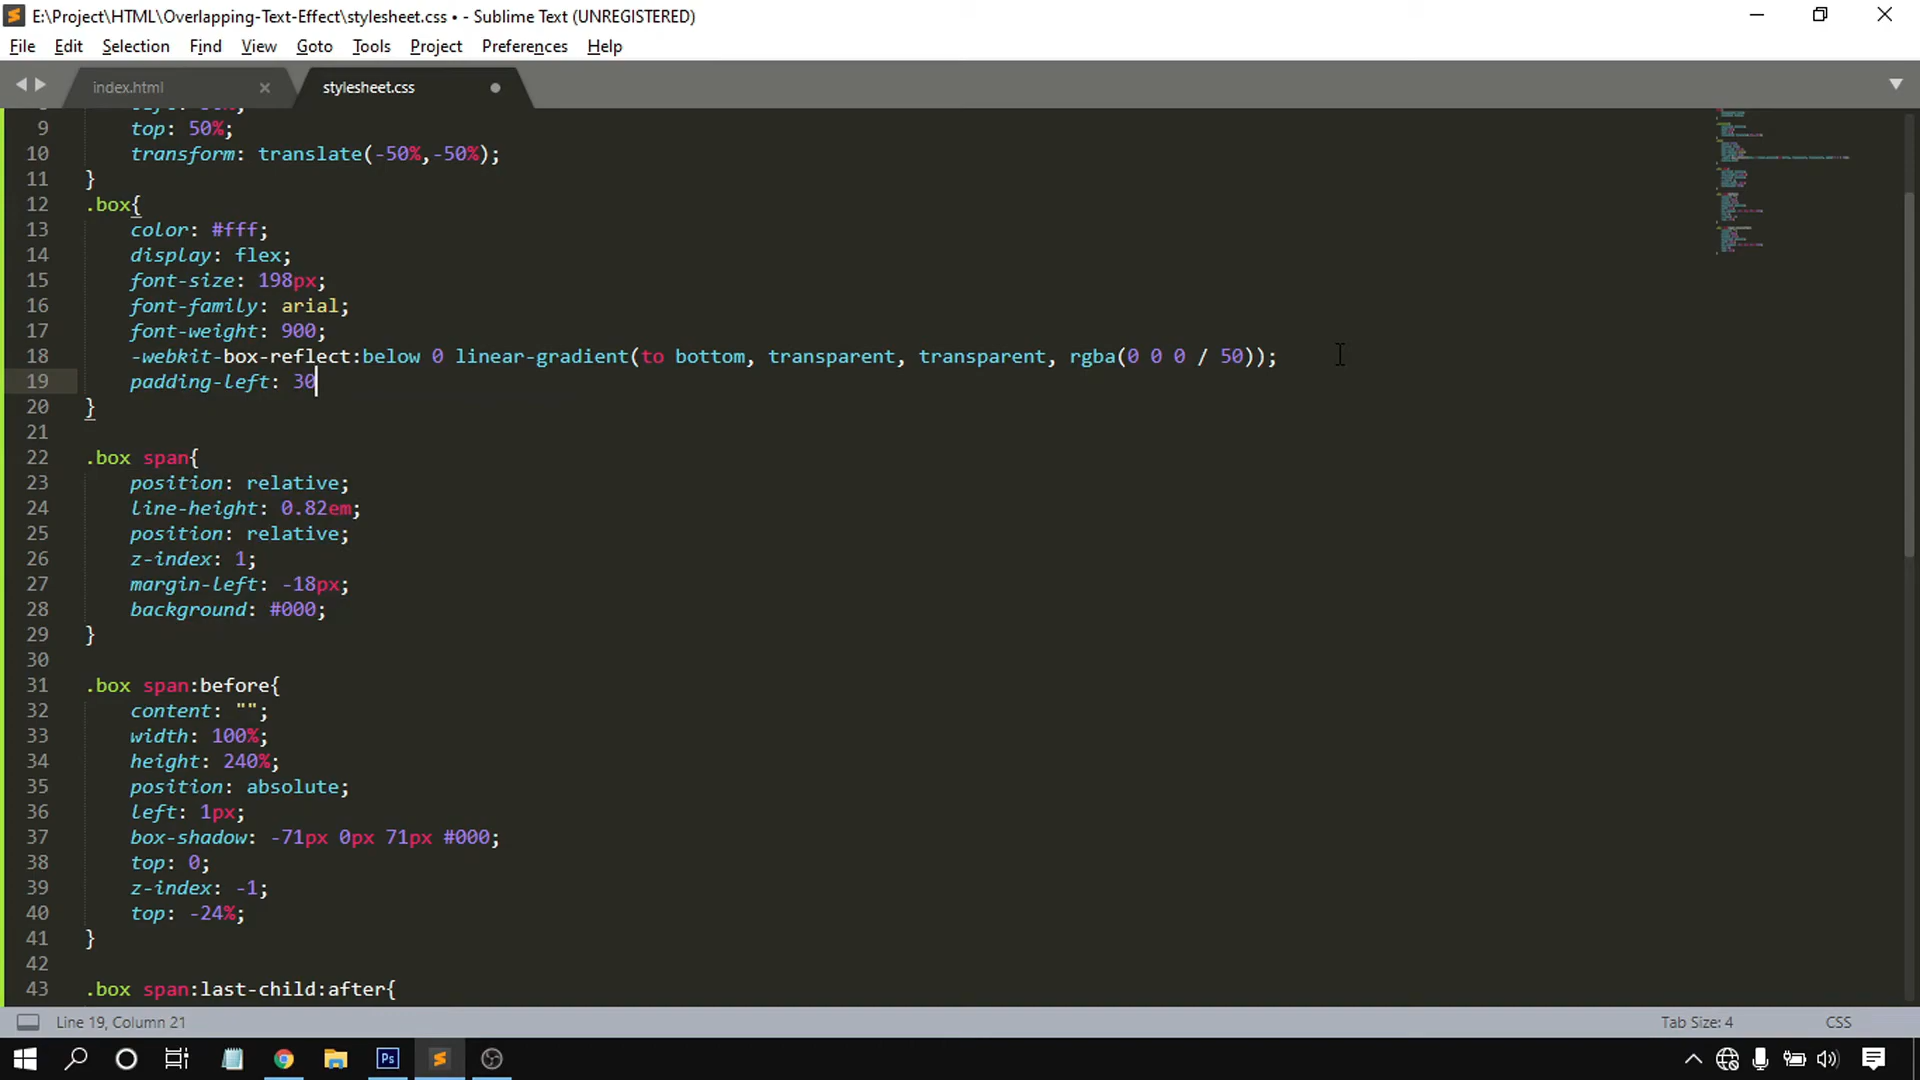 E:\Project\HTML\Overlapping-Text-Effect\stylesheet.css • - Sublime Text (UNREGISTERED)
File Edit Selection Find View Goto Tools Project Preferences Help
index.html × stylesheet.css
9 top: 50%;
10 transform: translate(-50%,-50%);
11 }
12 .box{
13 color: #fff;
14 display: flex;
15 font-size: 198px;
16 font-family: arial;
17 font-weight: 900;
18 -webkit-box-reflect:below 0 linear-gradient(to bottom, transparent, transparent, rgba(0 0 0 / 50));
19 padding-left: 30
20 }
21
22 .box span{
23 position: relative;
24 line-height: 0.82em;
25 position: relative;
26 z-index: 1;
27 margin-left: -18px;
28 background: #000;
29 }
30
31 .box span:before{
32 content: "";
33 width: 100%;
34 height: 240%;
35 position: absolute;
36 left: 1px;
37 box-shadow: -71px 0px 71px #000;
38 top: 0;
39 z-index: -1;
40 top: -24%;
41 }
42
43 .box span:last-child:after{
Line 19, Column 21 Tab Size: 4 CSS
Ps